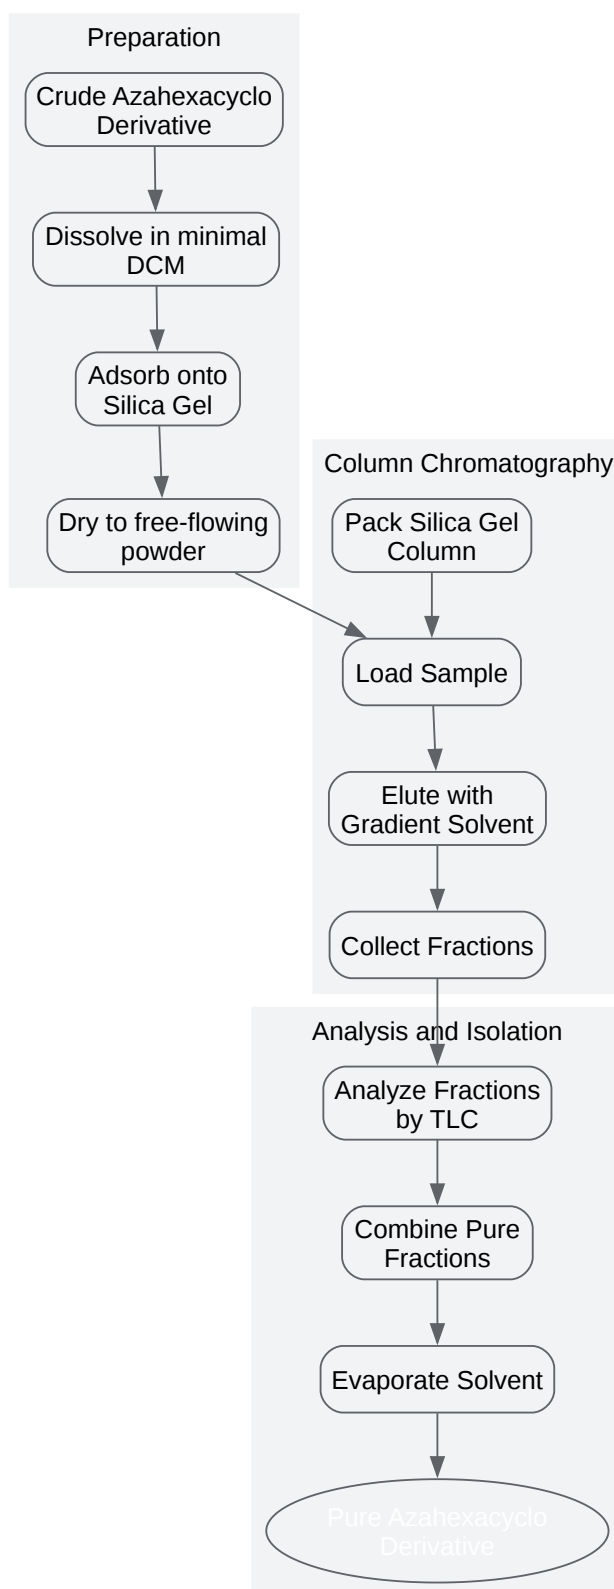 Preparation
Crude Azahexacyclo
Derivative
Dissolve in minimal
DCM
Adsorb onto
Silica Gel
Dry to free-flowing
powder
Column Chromatography
Pack Silica Gel
Column
Load Sample
Elute with
Gradient Solvent
Collect Fractions
Analysis and Isolation
Analyze Fractions
by TLC
Combine Pure
Fractions
Evaporate Solvent
Pure Azahexacyclo
Derivative